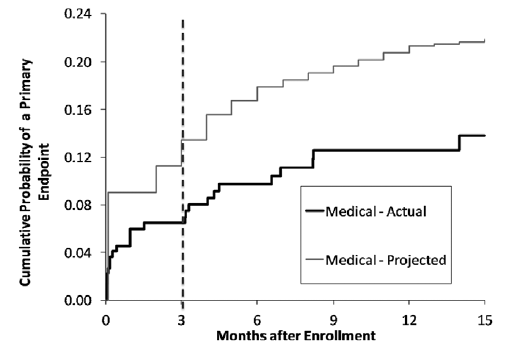 Cumulative Probability of a Primary
Endpoint
0.24
0.20
0.16
0.12
0.08
0.04
0.00
Medical - Actual
Medical - Projected
0 3 6 9 12 15
Months after Enrollment